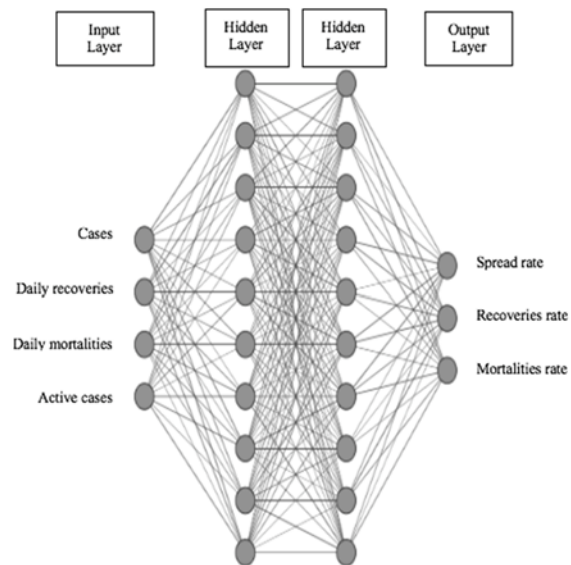 Input
Layer
Hidden
Layer
Hidden
Layer
Output
Layer
Cases
Daily recoveries
Daily mortalities
Active cases
Spread rate
Recoveries rate
Mortalities rate